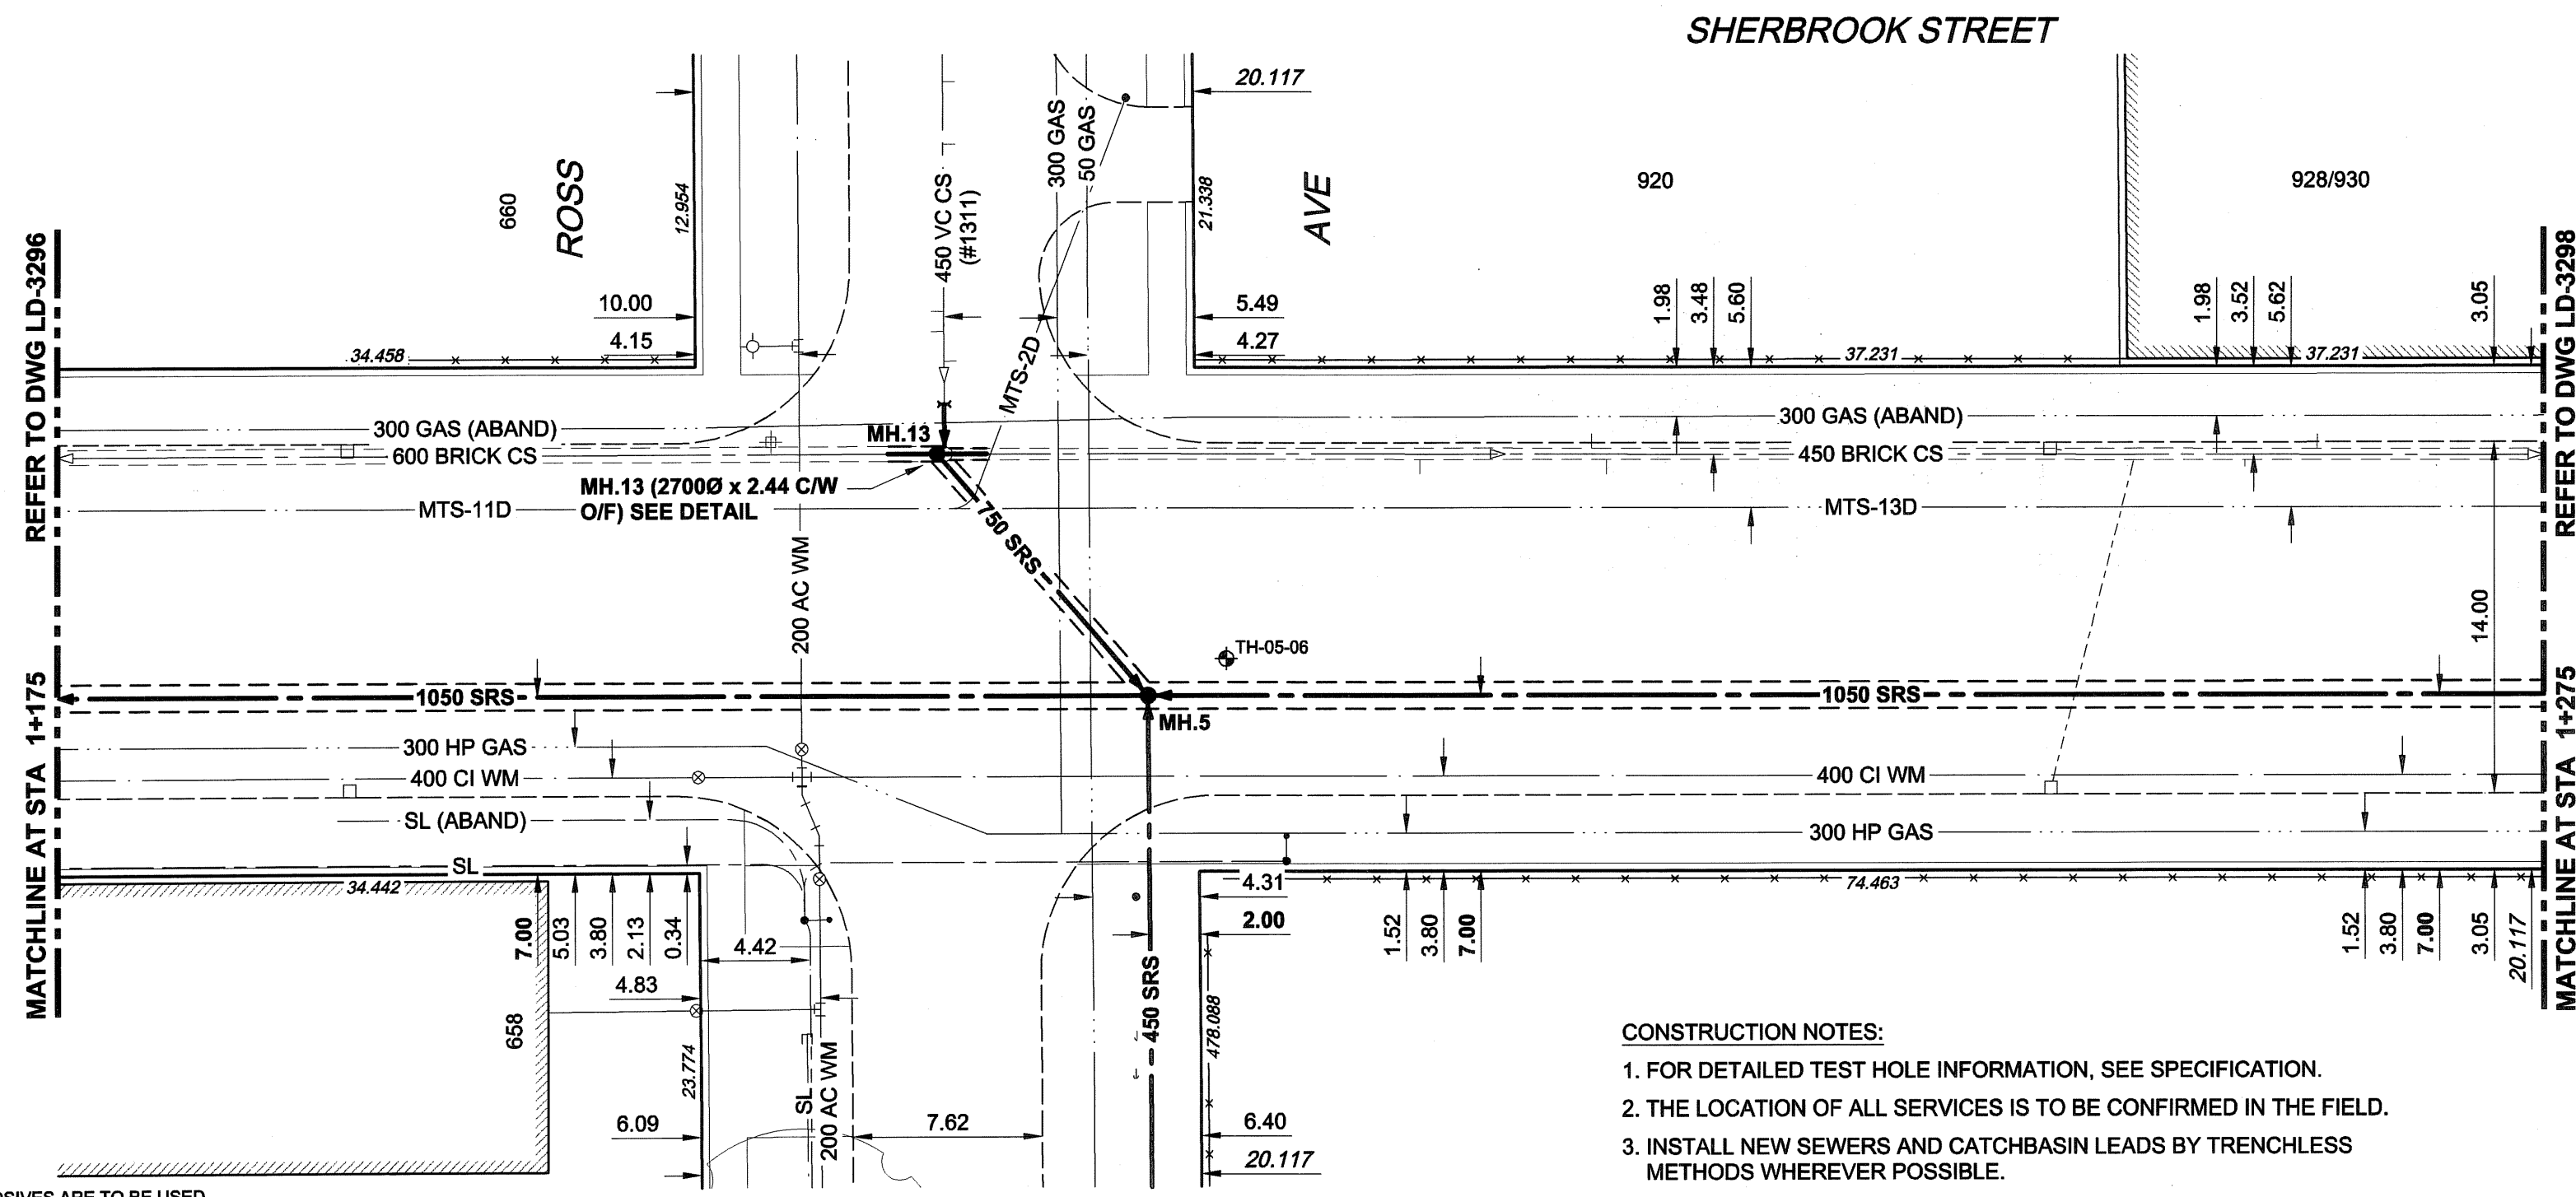 SHERBROOK STREET
20.117
300 GAS
50 GAS
450 VC CS
(#1311)
12.954
21.338
660
ROSS
AVE
920
928/930
REFER TO DWG LD-3296
REFER TO DWG LD-3298
10.00
4.15
5.49
4.27
1.98
3.48
5.60
1.98
3.52
5.62
3.05
34.458
37.231
37.231
MTS-2D
300 GAS (ABAND)
300 GAS (ABAND)
MH.13
600 BRICK CS
450 BRICK CS
MH.13 (2700Ø x 2.44 C/W
O/F) SEE DETAIL
MTS-11D
MTS-13D
750 SRS
200 AC WM
14.00
TH-05-06
MATCHLINE AT STA 1+175
MATCHLINE AT STA 1+275
1050 SRS
1050 SRS
MH.5
300 HP GAS
400 CI WM
400 CI WM
SL (ABAND)
300 HP GAS
SL
34.442
4.31
74.463
2.00
7.00
5.03
3.80
2.13
0.34
4.42
1.52
3.80
7.00
1.52
3.80
7.00
3.05
20.117
4.83
658
23.774
SL
200 AC WM
450 SRS
478.088
6.09
7.62
6.40
20.117
CONSTRUCTION NOTES:
1. FOR DETAILED TEST HOLE INFORMATION, SEE SPECIFICATION.
2. THE LOCATION OF ALL SERVICES IS TO BE CONFIRMED IN THE FIELD.
3. INSTALL NEW SEWERS AND CATCHBASIN LEADS BY TRENCHLESS
METHODS WHEREVER POSSIBLE.
ARE TO BE USED